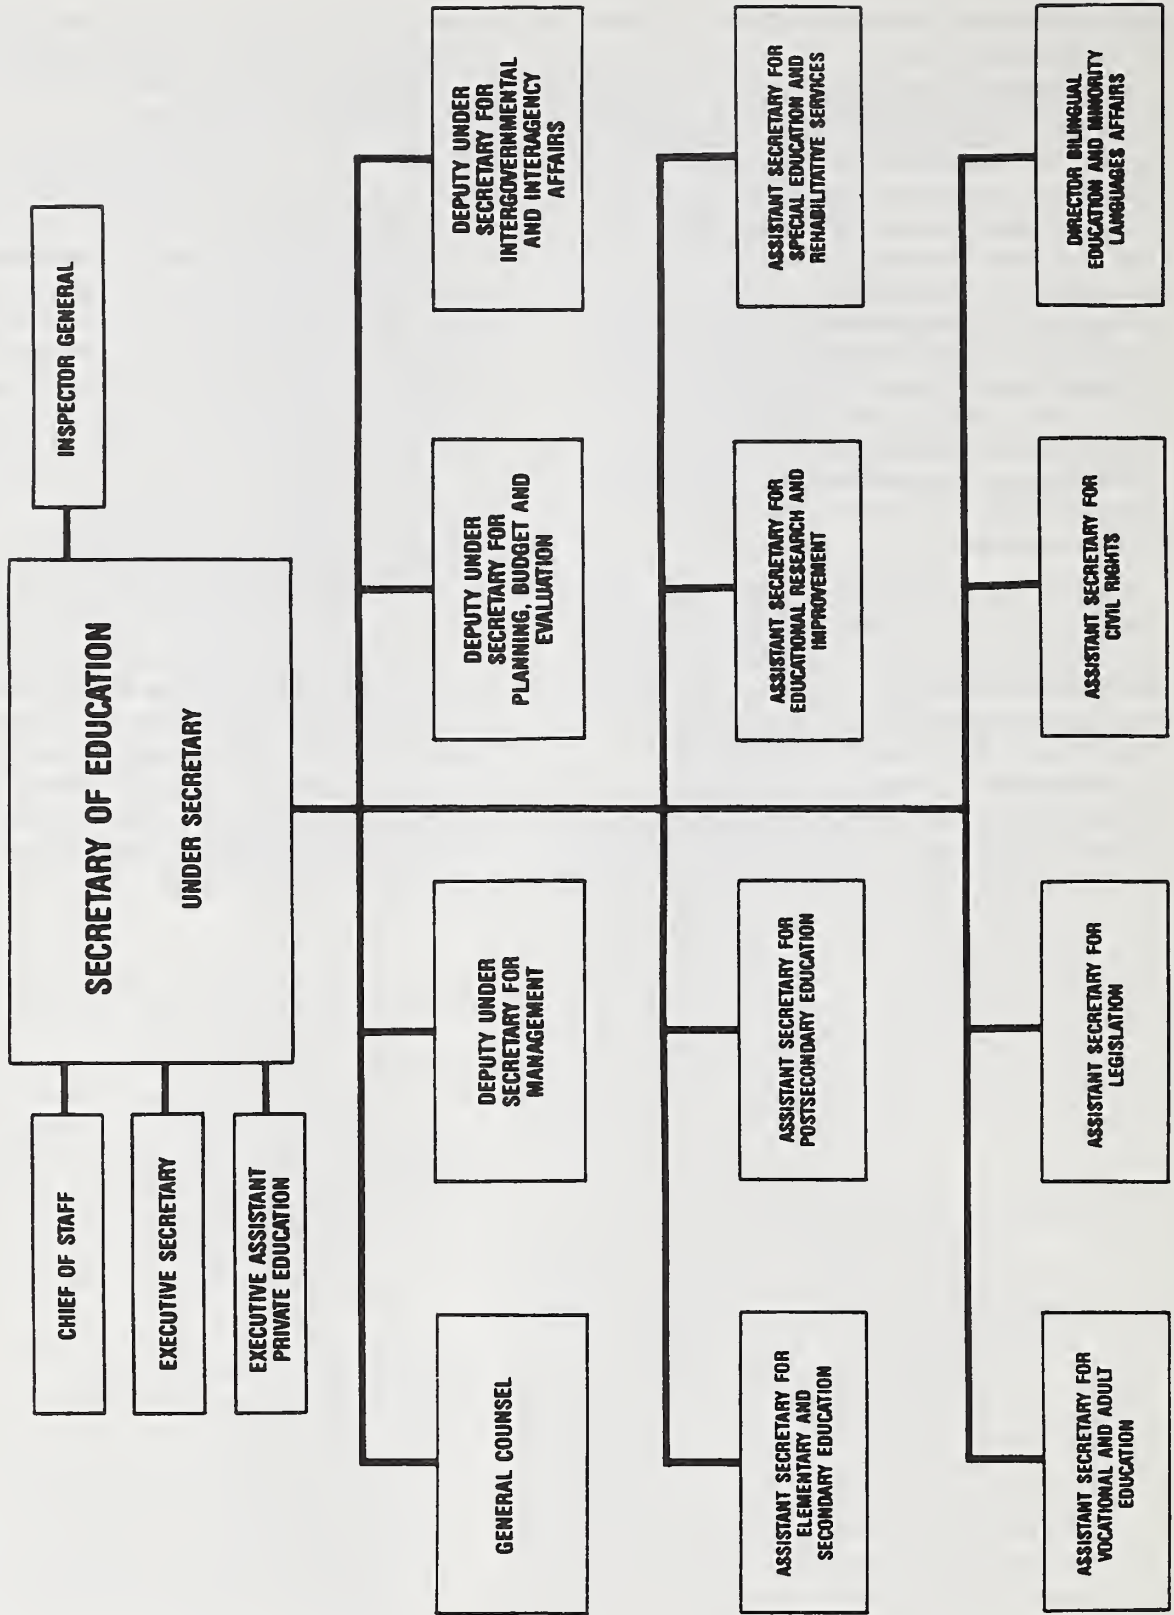 SECRETARY OF EDUCATION
UNDER SECRETARY
CHIEF OF STAFF
EXECUTIVE SECRETARY
EXECUTIVE ASSISTANT
PRIVATE EDUCATION
INSPECTOR GENERAL
GENERAL COUNSEL
DEPUTY UNDER
SECRETARY FOR
MANAGEMENT
DEPUTY UNDER
SECRETARY FOR
PLANNING, BUDGET AND
EVALUATION
DEPUTY UNDER
SECRETARY FOR
INTERGOVERNMENTAL
AND INTERAGENCY
AFFAIRS
ASSISTANT SECRETARY FOR
ELEMENTARY AND
SECONDARY EDUCATION
ASSISTANT SECRETARY FOR
POSTSECONDARY EDUCATION
ASSISTANT SECRETARY FOR
EDUCATIONAL RESEARCH AND
IMPROVEMENT
ASSISTANT SECRETARY FOR
SPECIAL EDUCATION AND
REHABILITATIVE SERVICES
ASSISTANT SECRETARY FOR
VOCATIONAL AND ADULT
EDUCATION
ASSISTANT SECRETARY FOR
LEGISLATION
ASSISTANT SECRETARY FOR
CIVIL RIGHTS
DIRECTOR BILINGUAL
EDUCATION AND MINORITY
LANGUAGES AFFAIRS